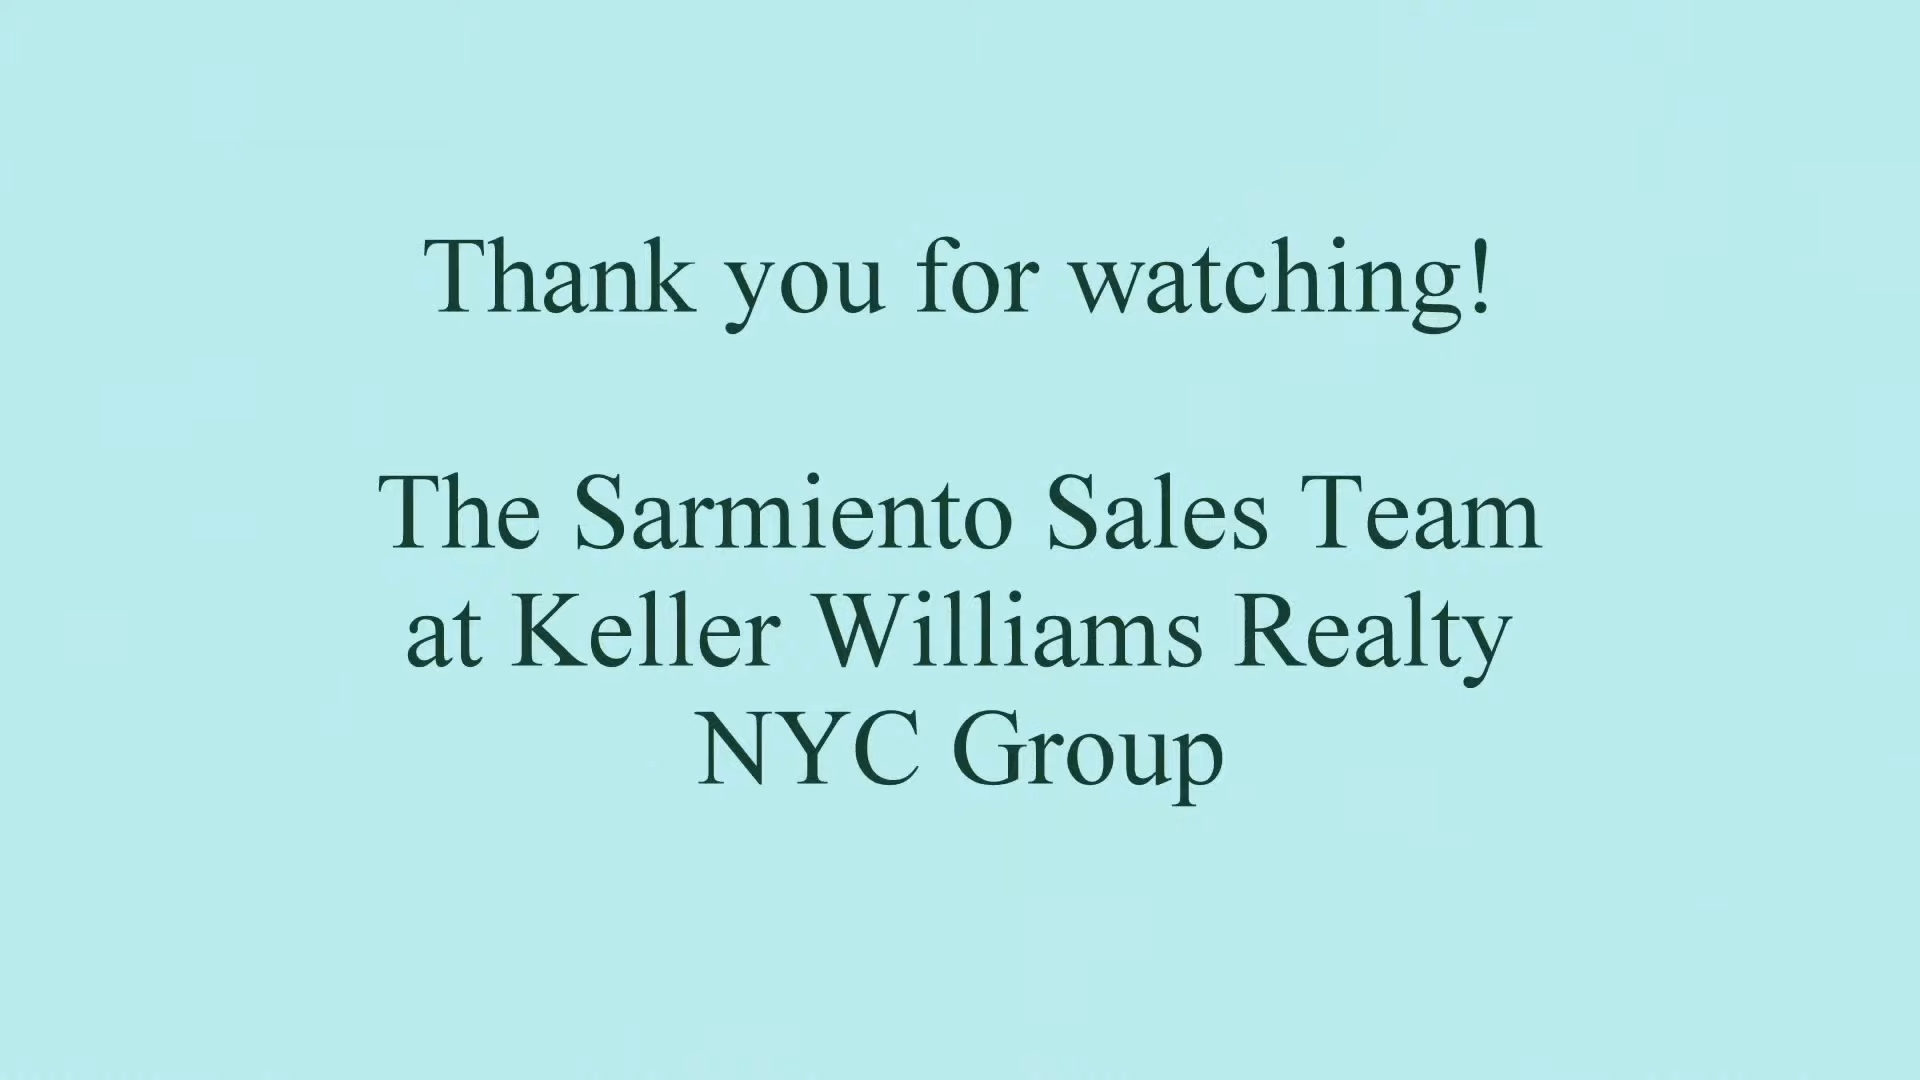 Thank you for watching!
The Sarmiento Sales Team
at Keller Williams Realty
NYC Group